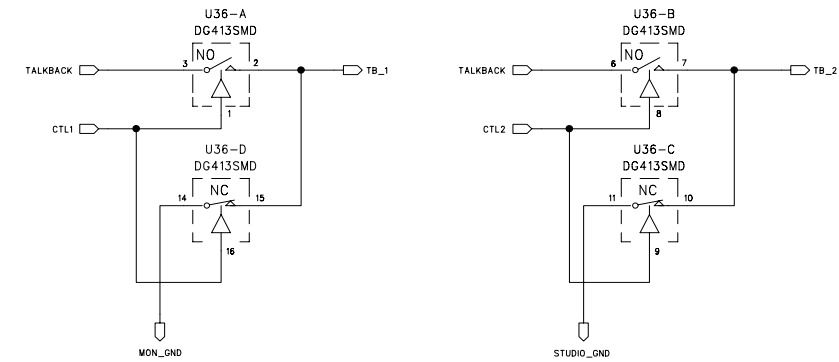 U36-A
DG413SMD
NO
3
2
TALKBACK
TB_1
1
CTL1
U36-D
DG413SMD
NC
14
15
16
MON_GND
U36-B
DG413SMD
NO
6
7
TALKBACK
TB_2
8
CTL2
U36-C
DG413SMD
NC
11
10
9
STUDIO_GND